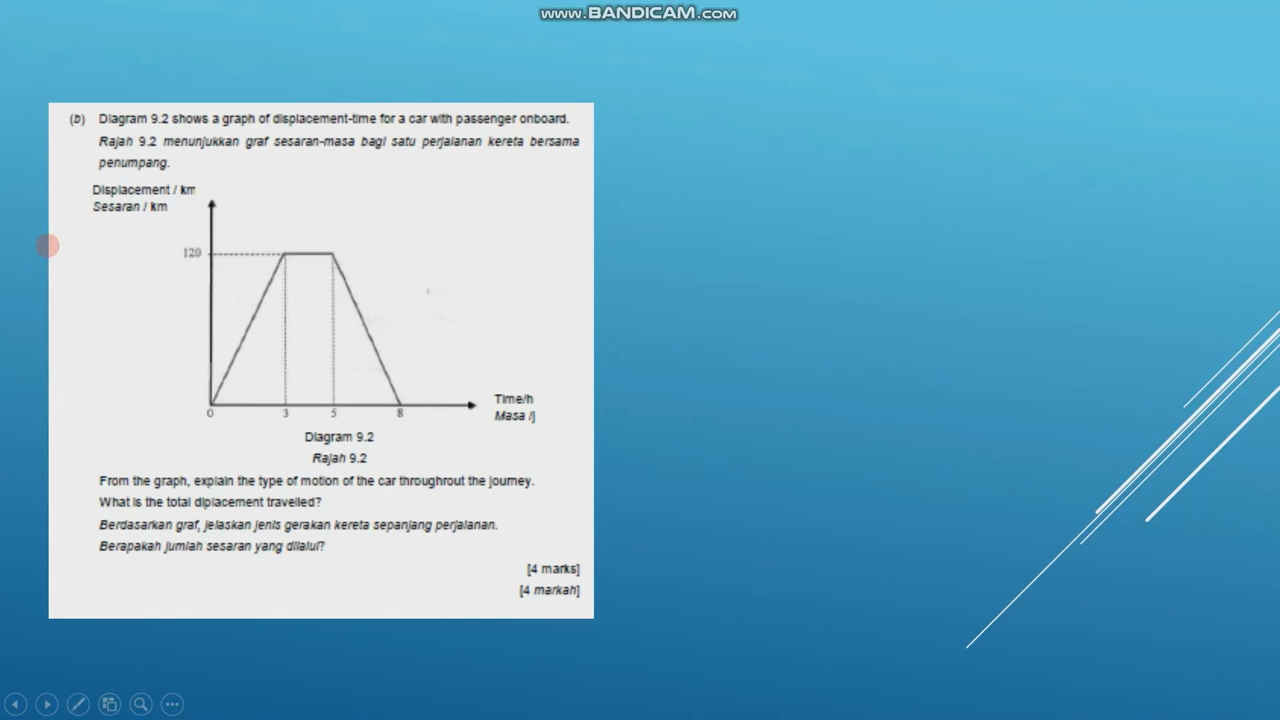 www.BANDICAM.com
(b) Diagram 9.2 shows a graph of displacement-time for a car with passenger onboard.
Rajah 9.2 menunjukkan graf sesaran-masa bagi satu perjalanan kereta bersama
penumpang.
Displacement / km
Sesaran / km
120
0 3 5 8
Time/h
Masa /j
Diagram 9.2
Rajah 9.2
From the graph, explain the type of motion of the car throughrout the journey.
What is the total diplacement travelled?
Berdasarkan graf, jelaskan jenis gerakan kereta sepanjang perjalanan.
Berapakah jumlah sesaran yang dilalui?
[4 marks]
[4 markah]